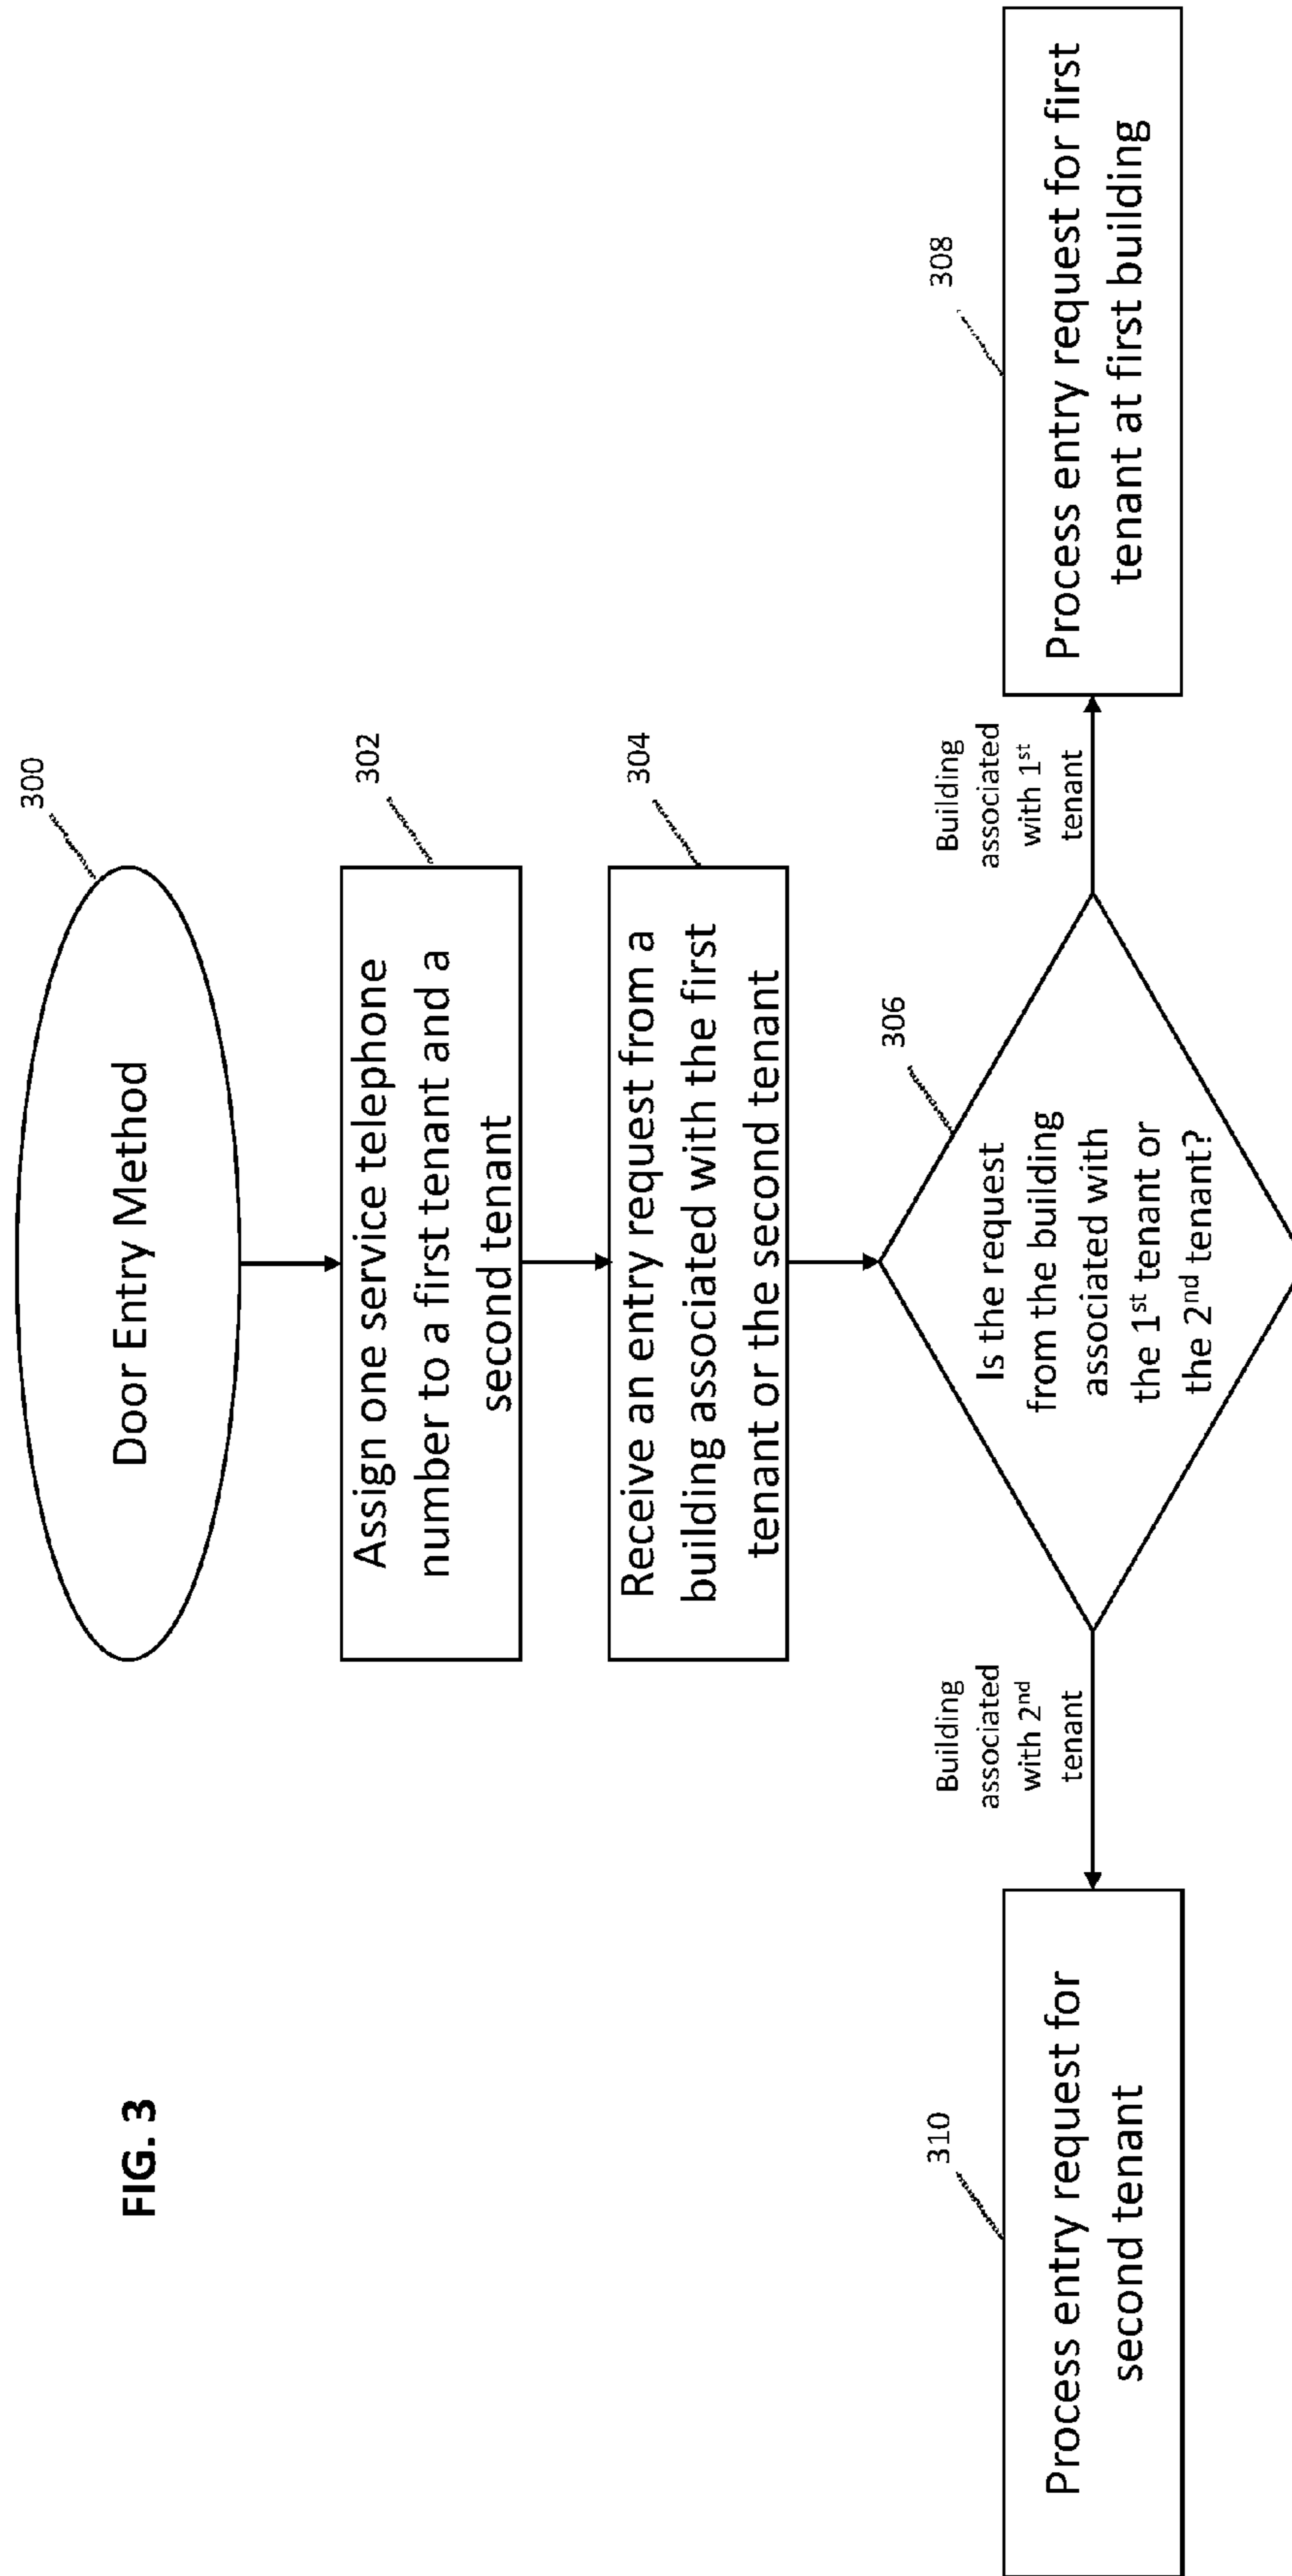 FIG. 3
300
Door Entry Method
302
Assign one service telephone
number to a first tenant and a
second tenant
304
Receive an entry request from a
building associated with the first
tenant or the second tenant
306
Is the request
from the building
associated with
the 1st tenant or
the 2nd tenant?
Building
associated
with 2nd
tenant
310
Process entry request for
second tenant
Building
associated
with 1st
tenant
308
Process entry request for first
tenant at first building